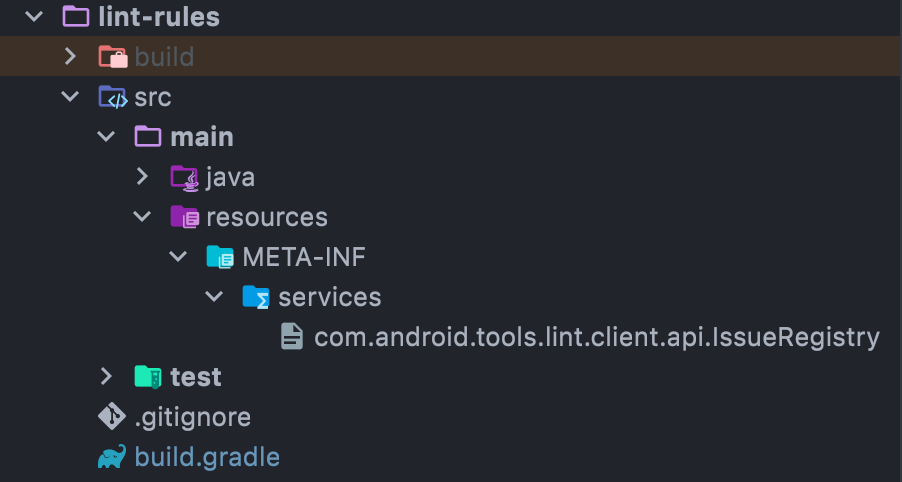 lint-rules
build
src
main
java
resources
META-INF
services
com.android.tools.lint.client.api.IssueRegistry
test
.gitignore
build.gradle